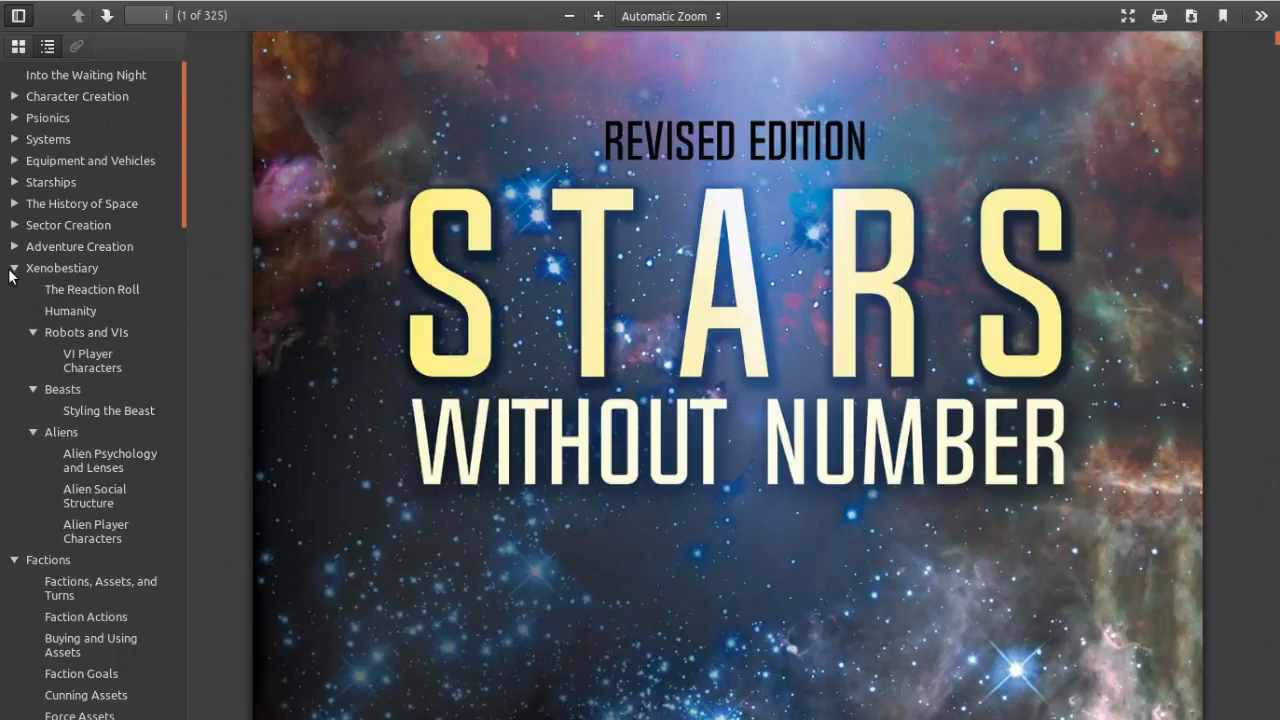 i (1 of 325) Automatic Zoom
Into the Waiting Night
Character Creation
Psionics
Systems
Equipment and Vehicles
Starships
The History of Space
Sector Creation
Adventure Creation
Xenobestiary
The Reaction Roll
Humanity
Robots and VIs
VI Player
Characters
Beasts
Styling the Beast
Aliens
Alien Psychology
and Lenses
Alien Social
Structure
Alien Player
Characters
Factions
Factions, Assets, and
Turns
Faction Actions
Buying and Using
Assets
Faction Goals
Cunning Assets
Force Assets
REVISED EDITION
STARS
WITHOUT NUMBER